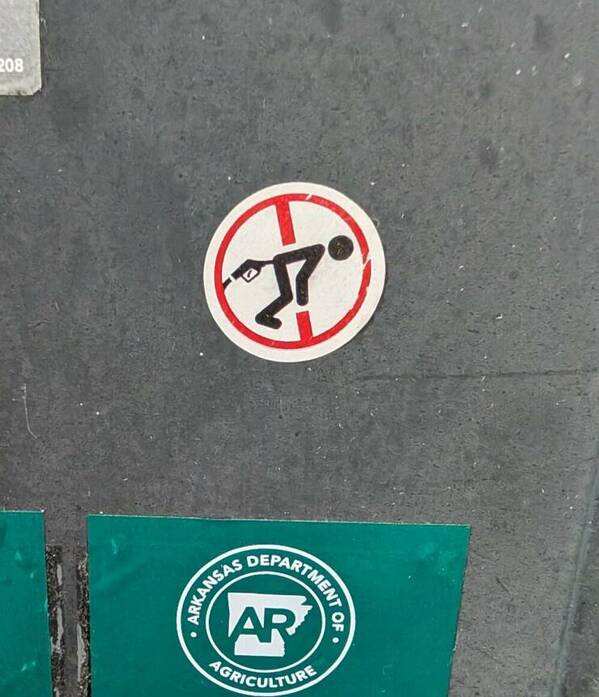 208
ARKANSAS DEPARTMENT OF
AR
AGRICULTURE